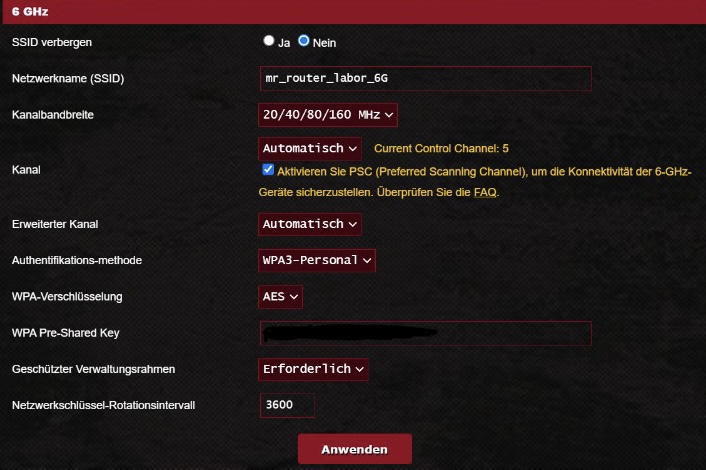 6 GHz
SSID verbergen Ja Nein
Netzwerkname (SSID) mr_router_labor_6G
Kanalbandbreite 20/40/80/160 MHz
Kanal Automatisch Current Control Channel: 5
Aktivieren Sie PSC (Preferred Scanning Channel), um die Konnektivität der 6-GHz-
Geräte sicherzustellen. Überprüfen Sie die FAQ.
Erweiterter Kanal Automatisch
Authentifikations-methode WPA3-Personal
WPA-Verschlüsselung AES
WPA Pre-Shared Key
Geschützter Verwaltungsrahmen Erforderlich
Netzwerkschlüssel-Rotationsintervall 3600
Anwenden